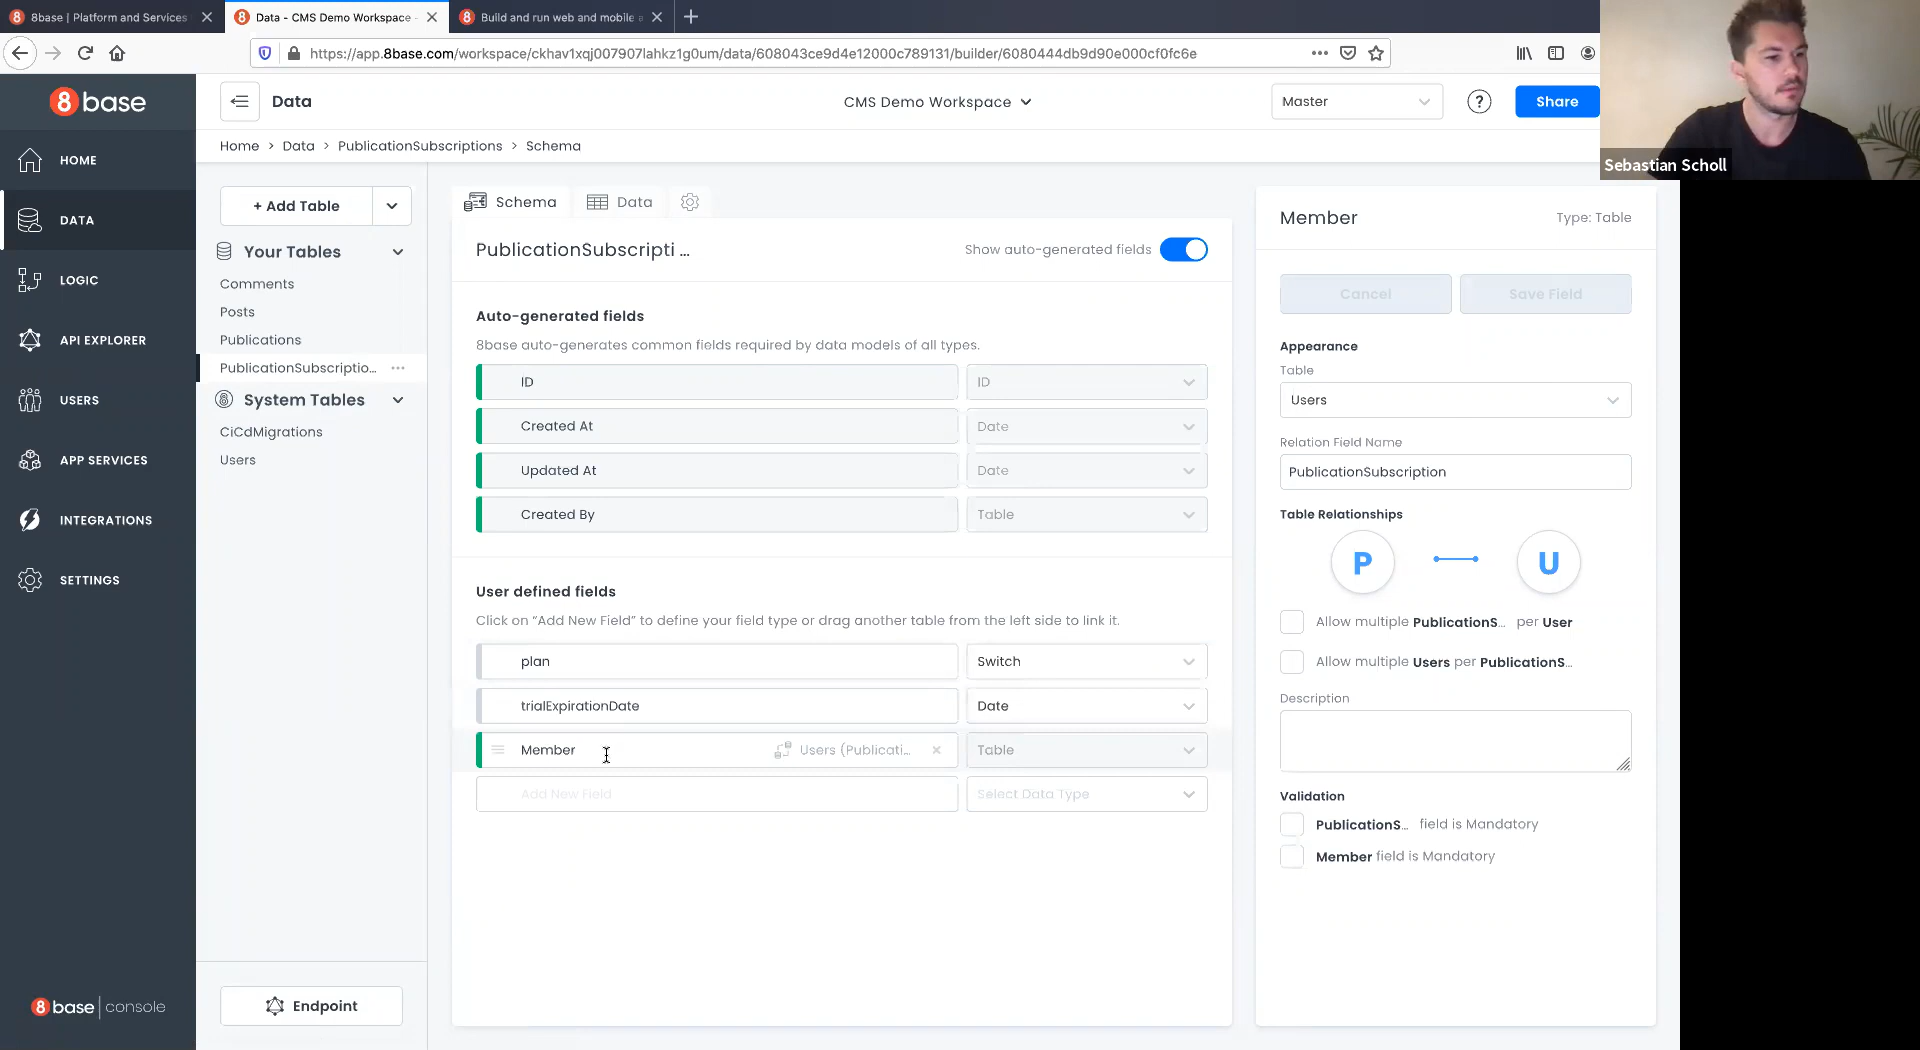 8base | Platform and Services
Data - CMS Demo Workspace -
Build and run web and mobile a
https://app.8base.com/workspace/ckhav1xqj007907lahkz1g0um/data/608043ce9d4e12000c789131/builder/6080444db9d90e000cf0fc6e
8base
Data
CMS Demo Workspace
Master
?
Share
Home > Data > PublicationSubscriptions > Schema
Sebastian Scholl
HOME
DATA
LOGIC
API EXPLORER
USERS
APP SERVICES
INTEGRATIONS
SETTINGS
8base | console
+ Add Table
Your Tables
Comments
Posts
Publications
PublicationSubscriptio...
System Tables
CiCdMigrations
Users
Endpoint
Schema
Data
PublicationSubscripti ...
Show auto-generated fields
Auto-generated fields
8base auto-generates common fields required by data models of all types.
ID
ID
Created At
Date
Updated At
Date
Created By
Table
User defined fields
Click on “Add New Field” to define your field type or drag another table from the left side to link it.
plan
Switch
trialExpirationDate
Date
Member
Users (Publicati...
Table
Add New Field
Select Data Type
Member
Type: Table
Cancel
Save Field
Appearance
Table
Users
Relation Field Name
PublicationSubscription
Table Relationships
P
U
Allow multiple PublicationS... per User
Allow multiple Users per PublicationS...
Description
Validation
PublicationS... field is Mandatory
Member field is Mandatory